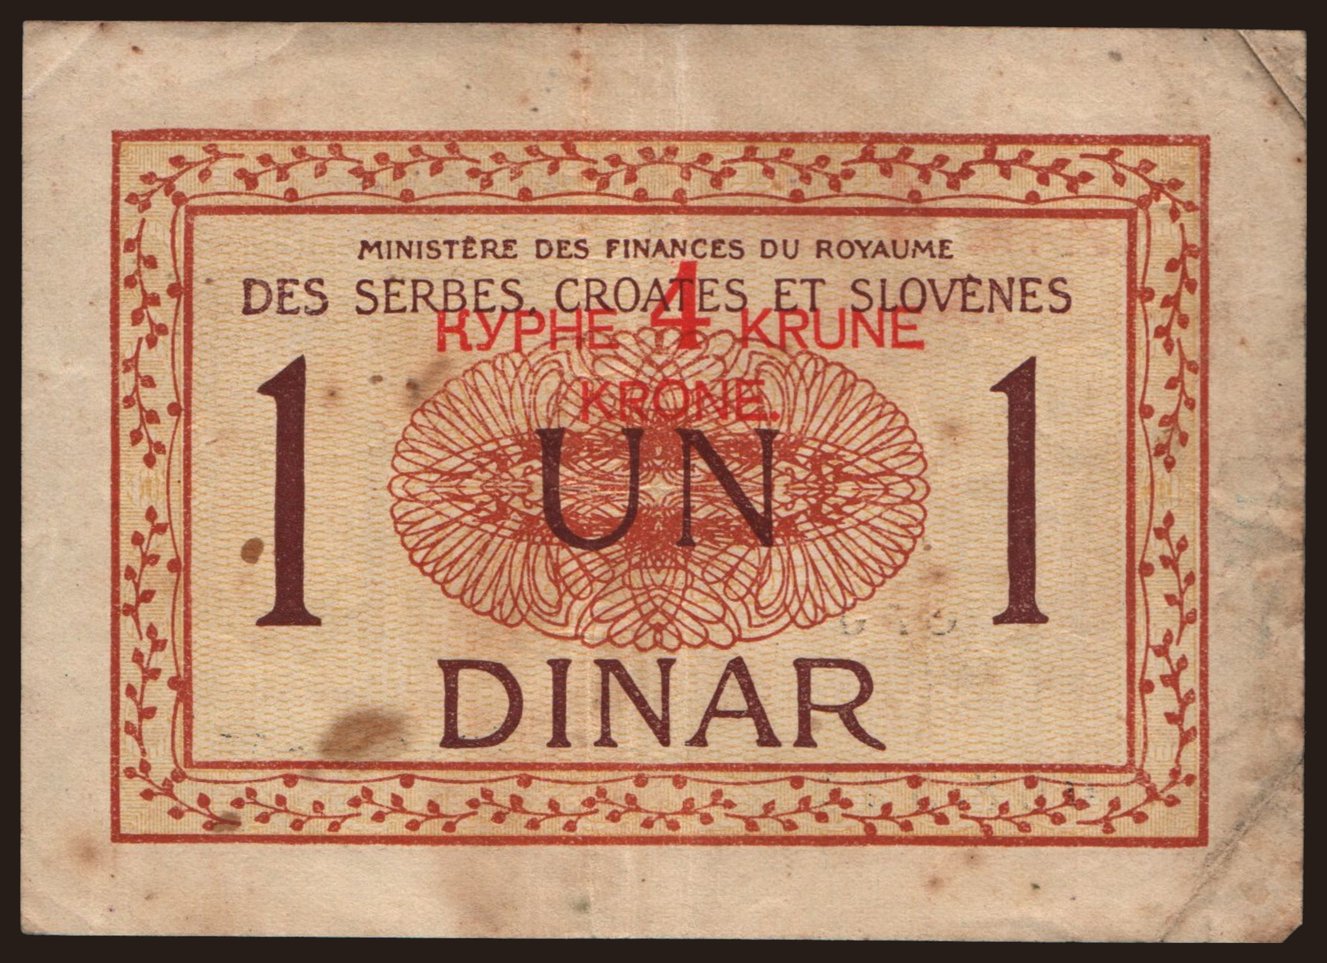 MINISTÈRE DES FINANCES DU ROYAUME
DES SERBES, CROATES ET SLOVÈNES
КРУНЕ 4 KRUNE
KRONE.
1 UN 1
DINAR